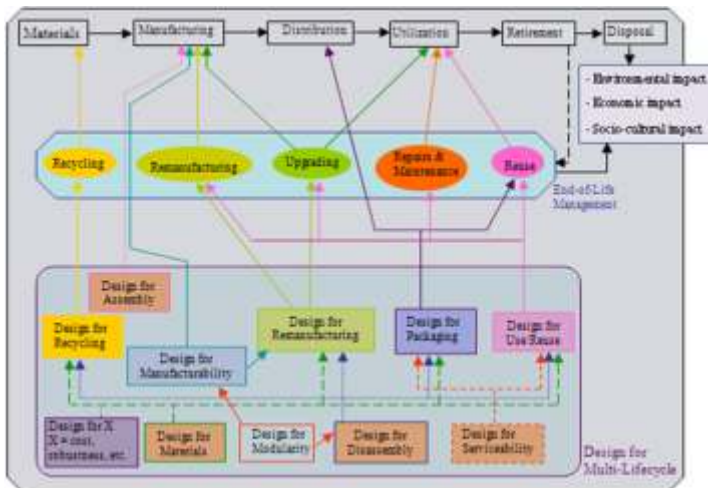 Materials
Manufacturing
Distribution
Utilization
Retirement
Disposal
- Environmental impact
- Economic impact
- Socio-cultural impact
Recycling
Remanufacturing
Upgrading
Repairs &
Maintenance
Reuse
End-of-Life
Management
Design for
Assembly
Design for
Recycling
Design for
Remanufacturing
Design for
Packaging
Design for
Use/Reuse
Design for
Manufacturability
Design for X
X = cost,
robustness, etc.
Design for
Materials
Design for
Modularity
Design for
Disassembly
Design for
Serviceability
Design for
Multi-Lifecycle